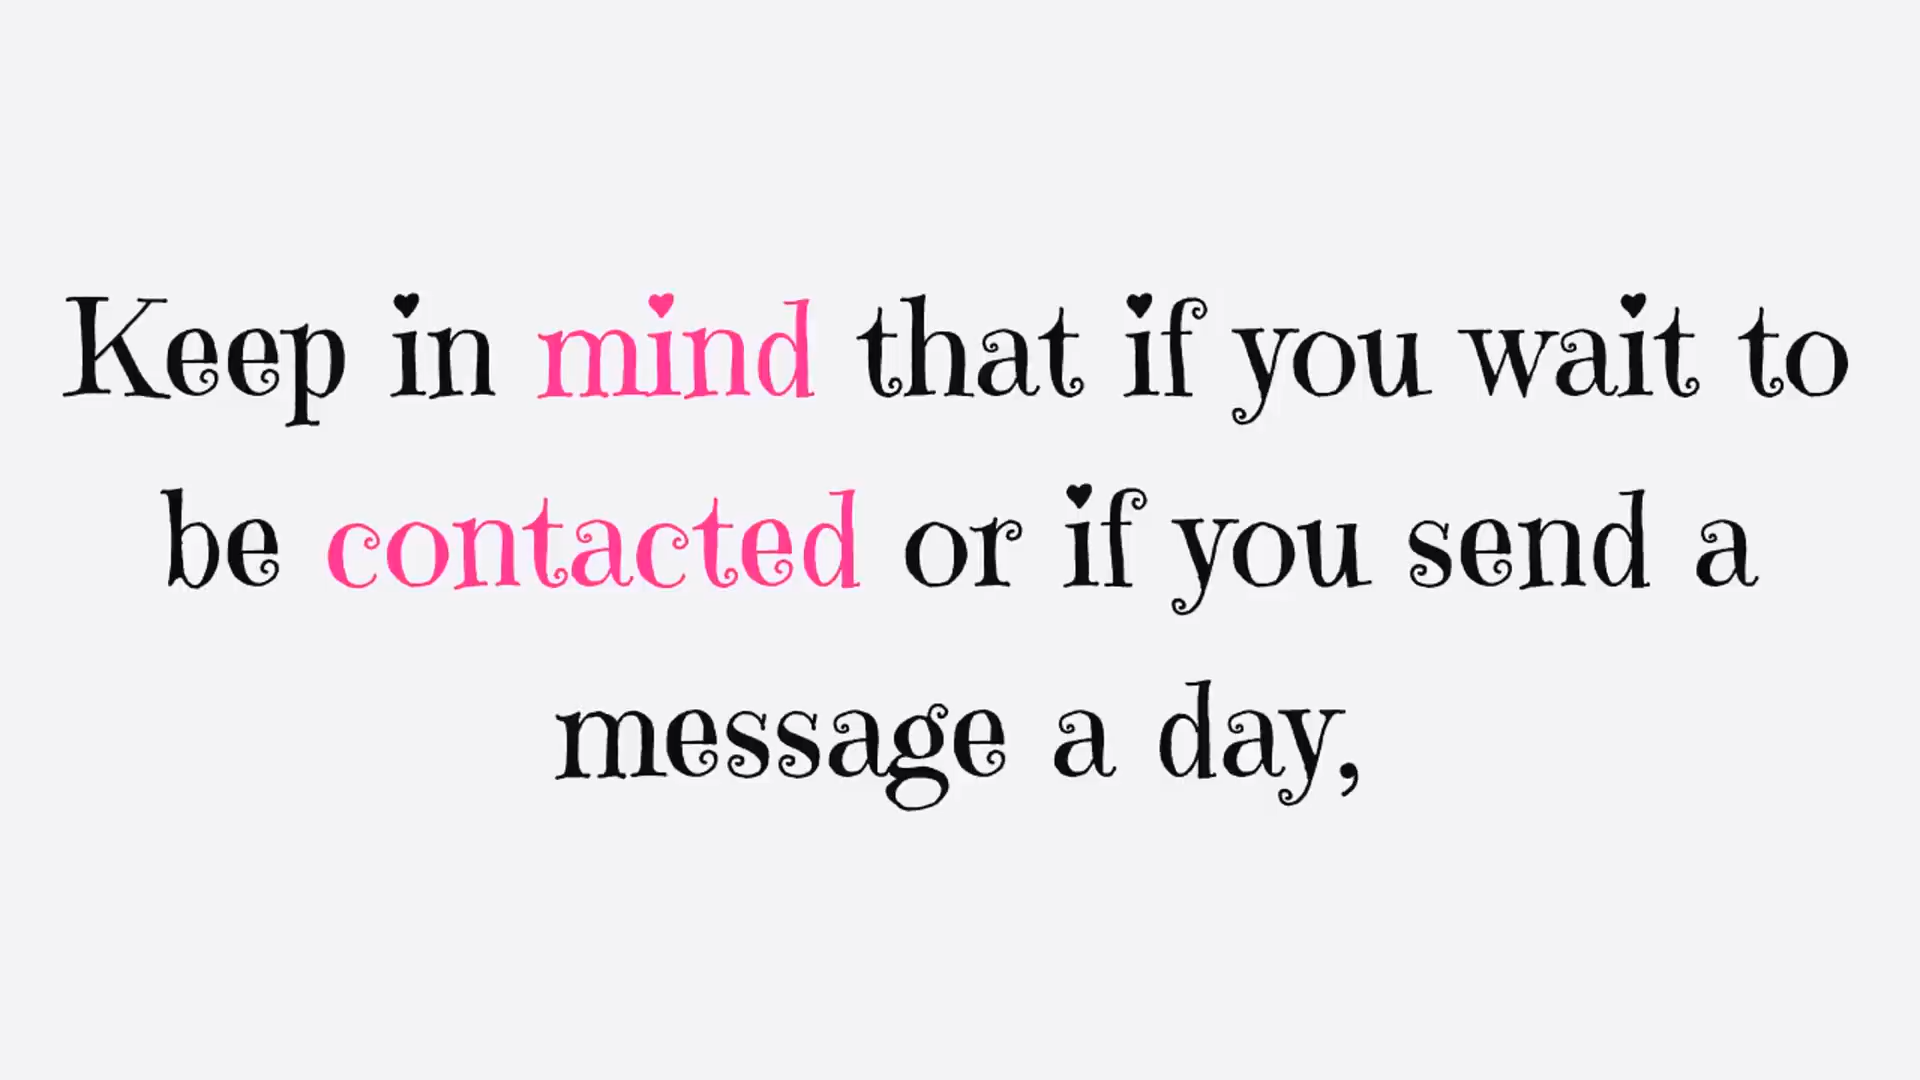 Keep in mind that if you wait to
be contacted or if you send a
message a day,